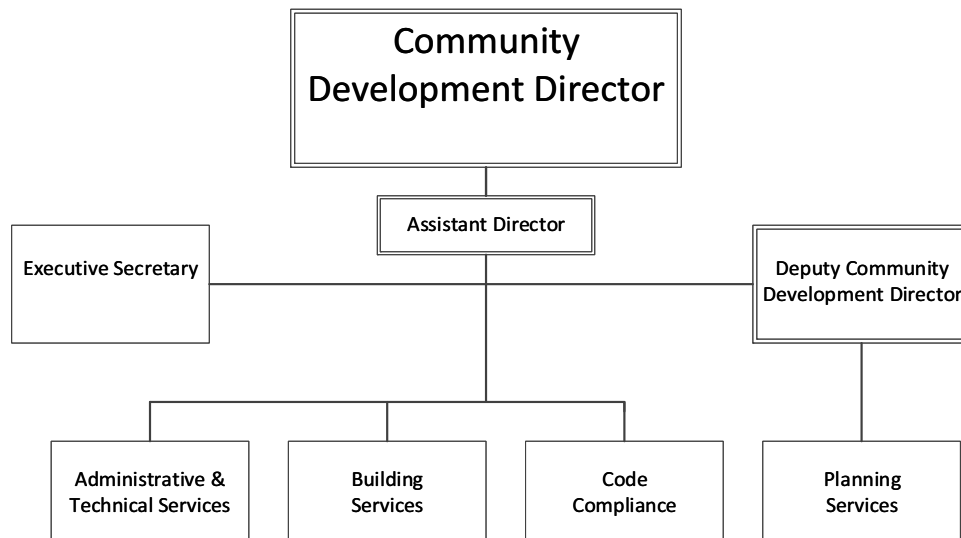 Community
Development Director
Assistant Director
Executive Secretary
Deputy Community
Development Director
Administrative &
Technical Services
Building
Services
Code
Compliance
Planning
Services